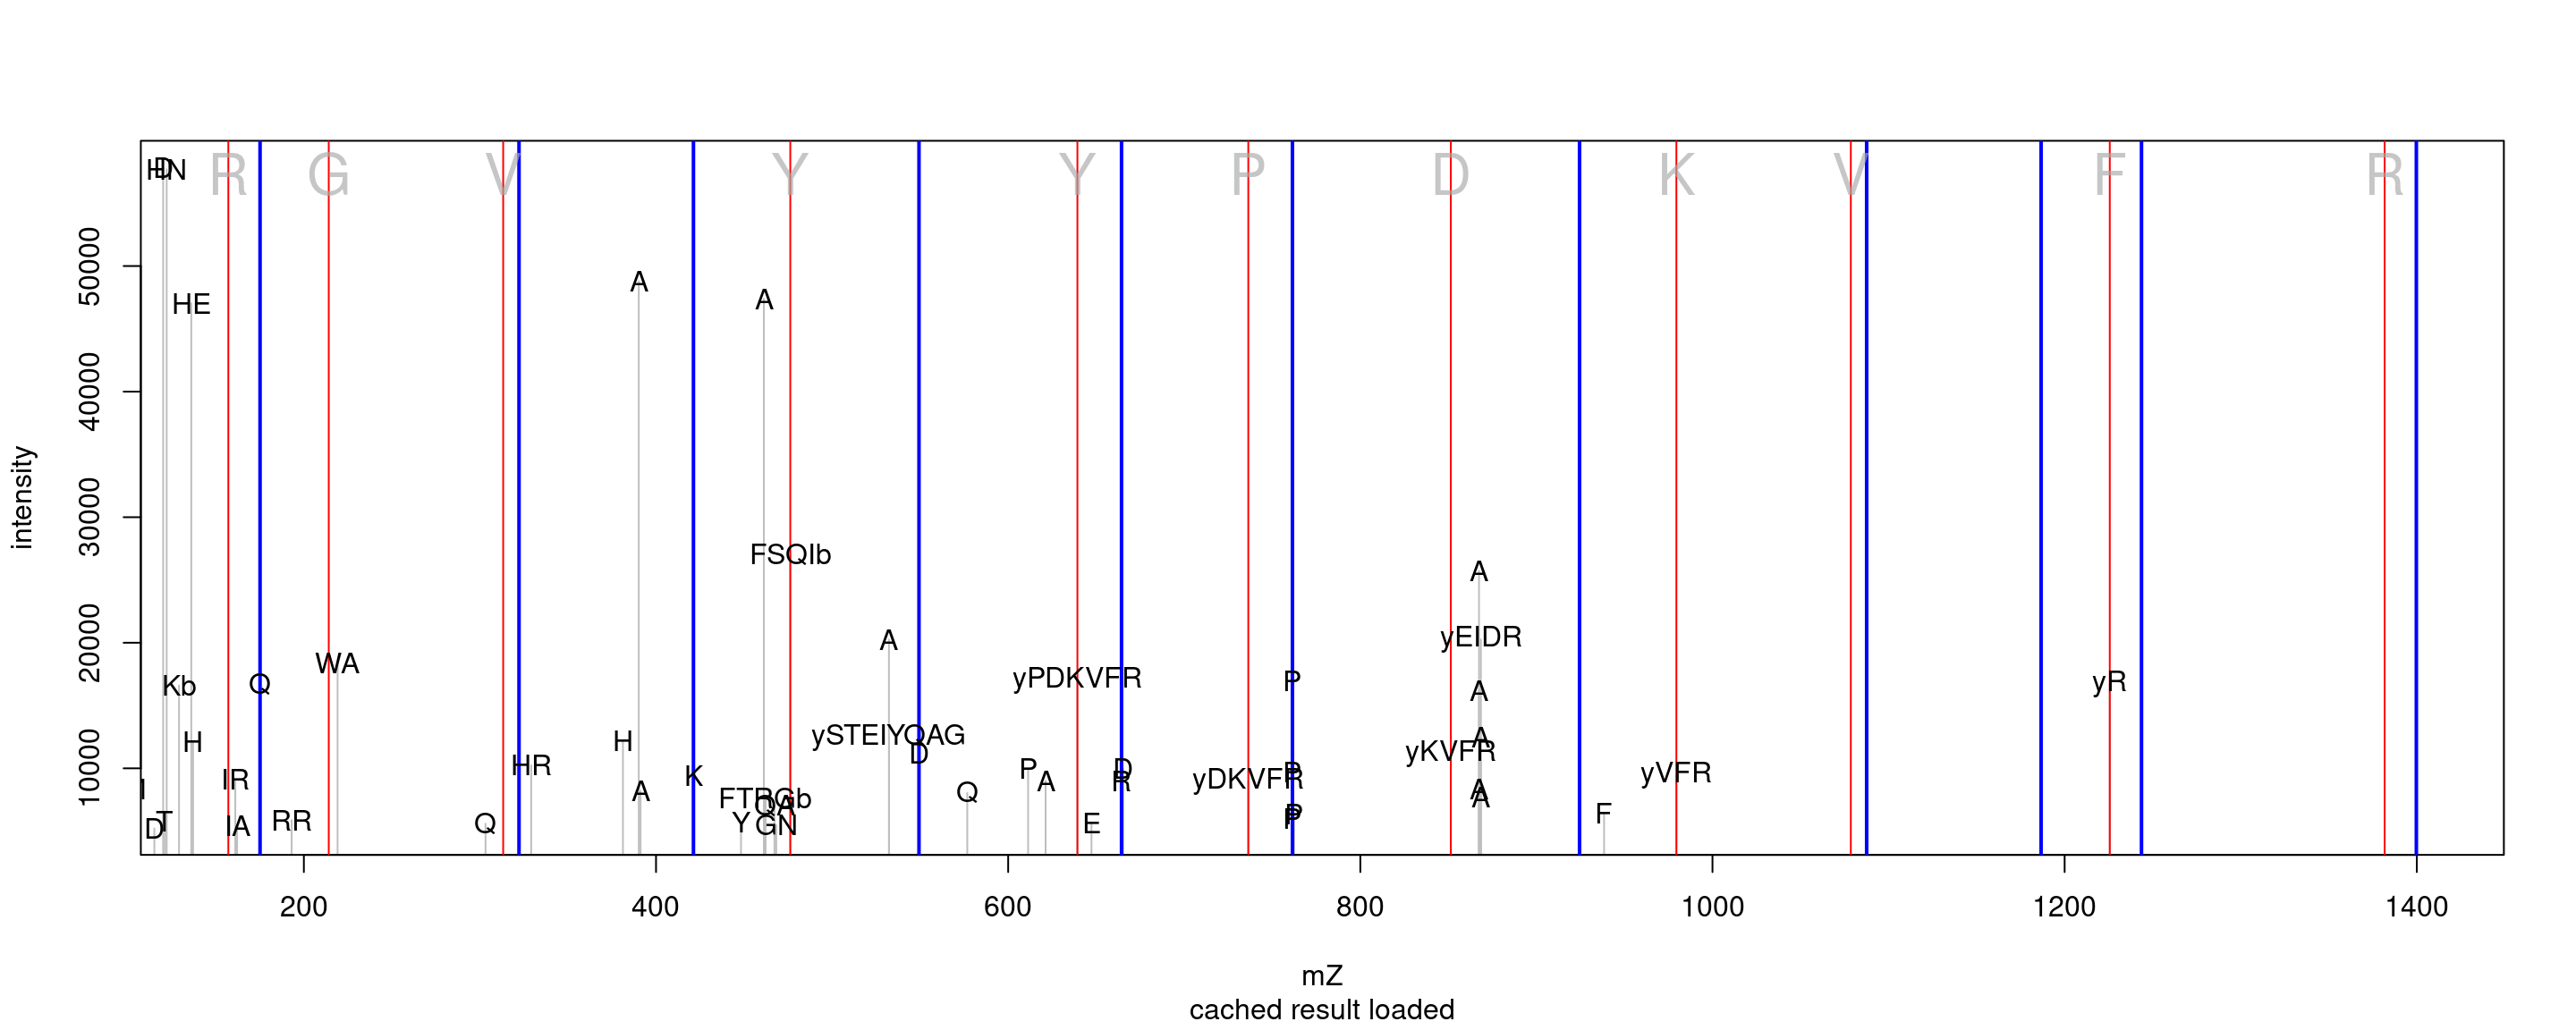 R G V Y Y P D K V F R
H D N
HE
A
A
FSQIb
A
yEIDR
A
WA
Kb
Q
yPDKVFR
P
yR
H
HR
H
A
K
A
ySTEIYQAG
D
yKVFR
A
yDKVFR
yVFR
I
IR
D
T
IA
RR
Q
FTRGb
Q
A
Y
GN
Q
P
A
E
D
R
P
P
P
A
A
F
50000
40000
30000
20000
10000
intensity
200 400 600 800 1000 1200 1400
mZ
cached result loaded